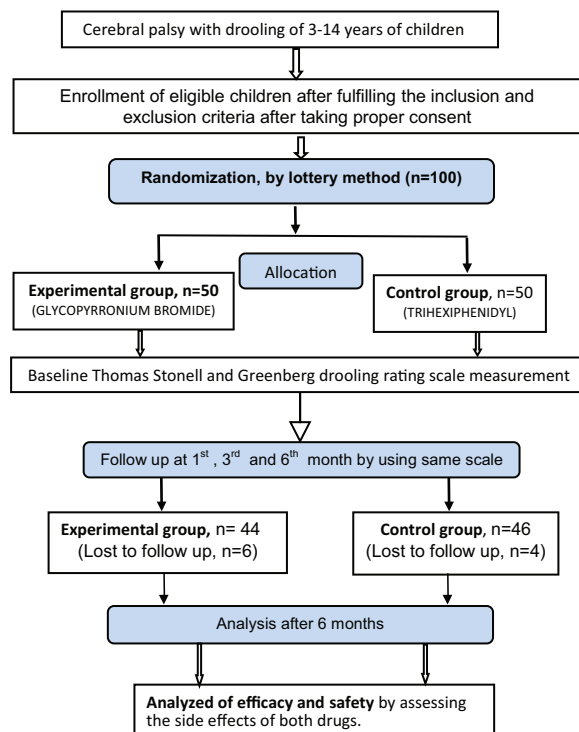 Cerebral palsy with drooling of 3-14 years of children
Enrollment of eligible children after fulfilling the inclusion and
exclusion criteria after taking proper consent
Randomization, by lottery method (n=100)
Allocation
Experimental group, n=50
(GLYCOPYRRONIUM BROMIDE)
Control group, n=50
(TRIHEXIPHENIDYL)
Baseline Thomas Stonell and Greenberg drooling rating scale measurement
Follow up at 1st , 3rd and 6th month by using same scale
Experimental group, n= 44
(Lost to follow up, n=6)
Control group, n=46
(Lost to follow up, n=4)
Analysis after 6 months
Analyzed of efficacy and safety by assessing
the side effects of both drugs.